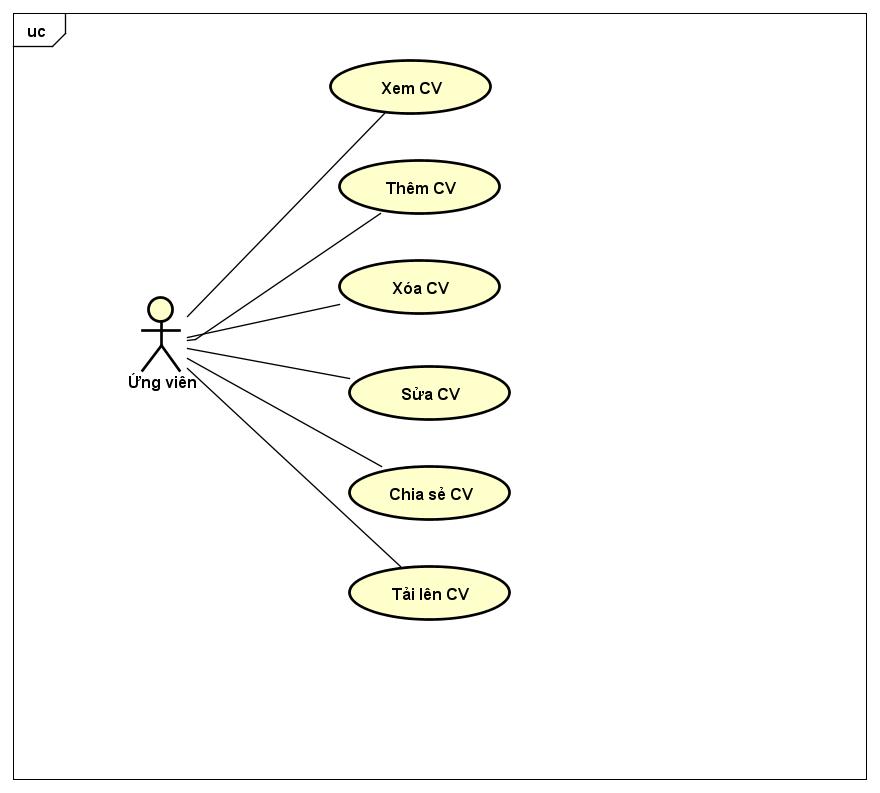 uc
Xem CV
Thêm CV
Xóa CV
Ứng viên
Sửa CV
Chia sẻ CV
Tải lên CV